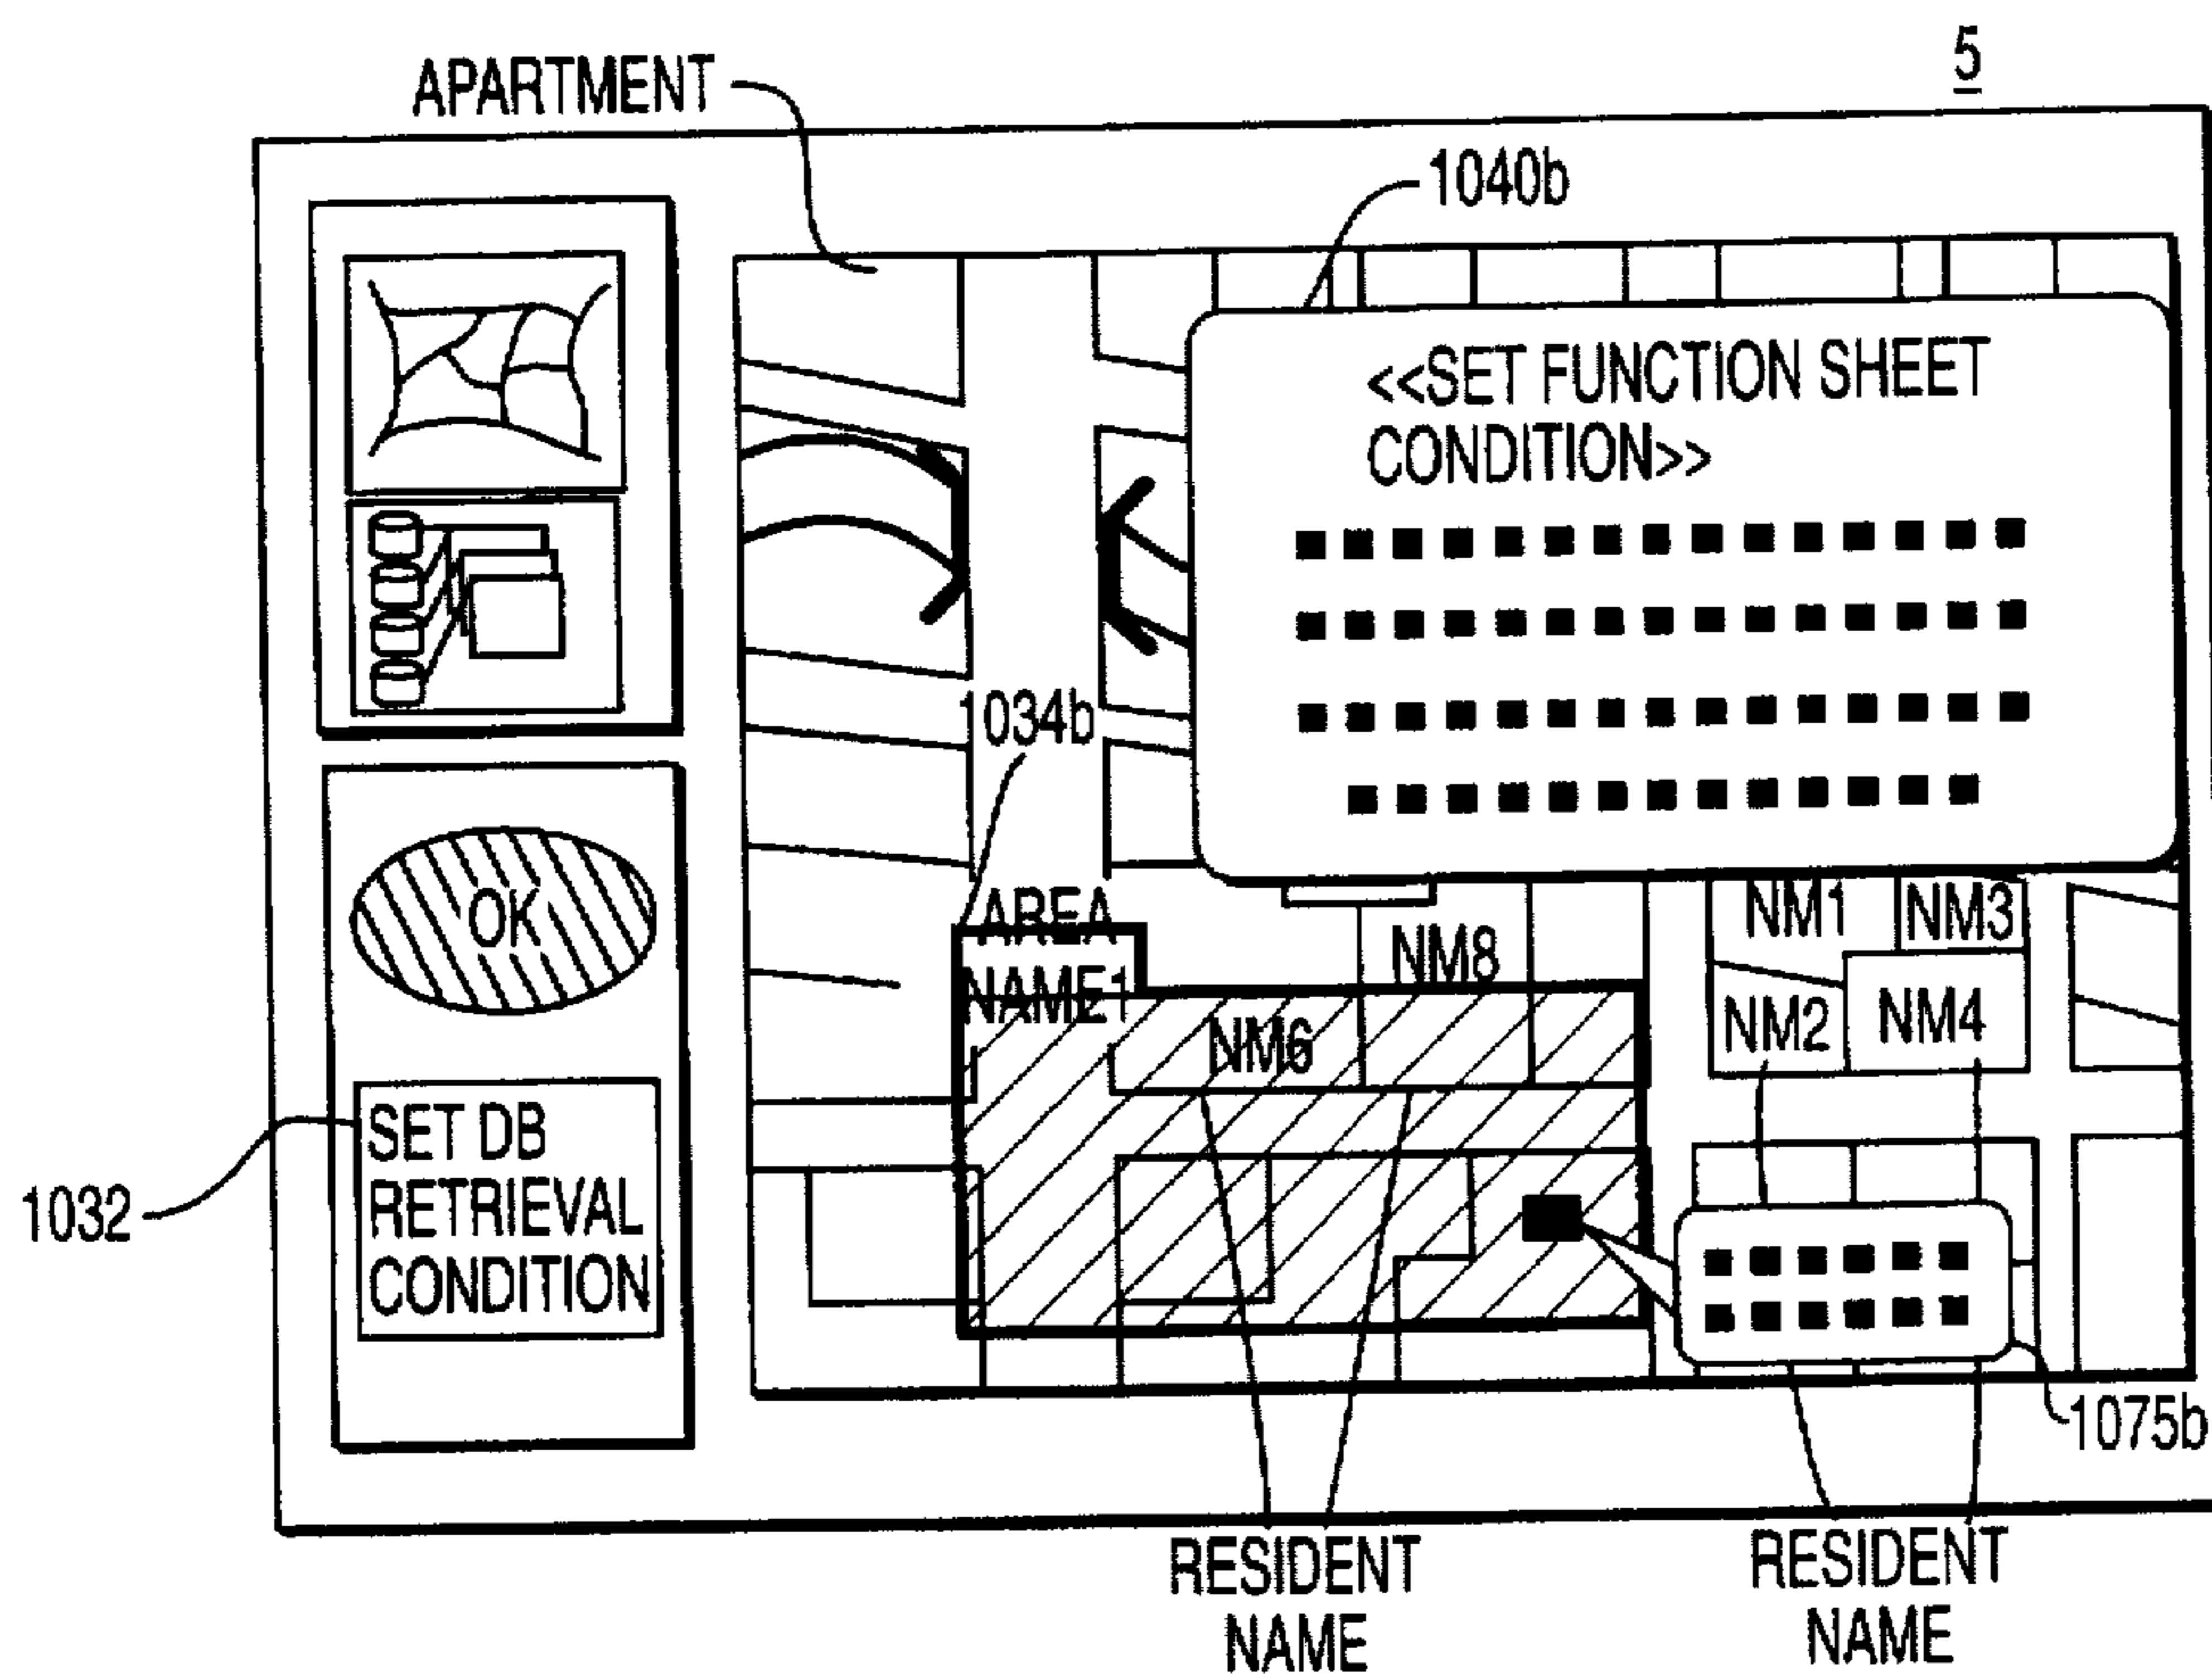 5
APARTMENT
1040b
<<SET FUNCTION SHEET
CONDITION>>
1034b
OK
AREA
NAME1
NM8
NM1
NM3
NM6
NM2
NM4
SET DB
RETRIEVAL
CONDITION
1032
1075b
RESIDENT
NAME
RESIDENT
NAME